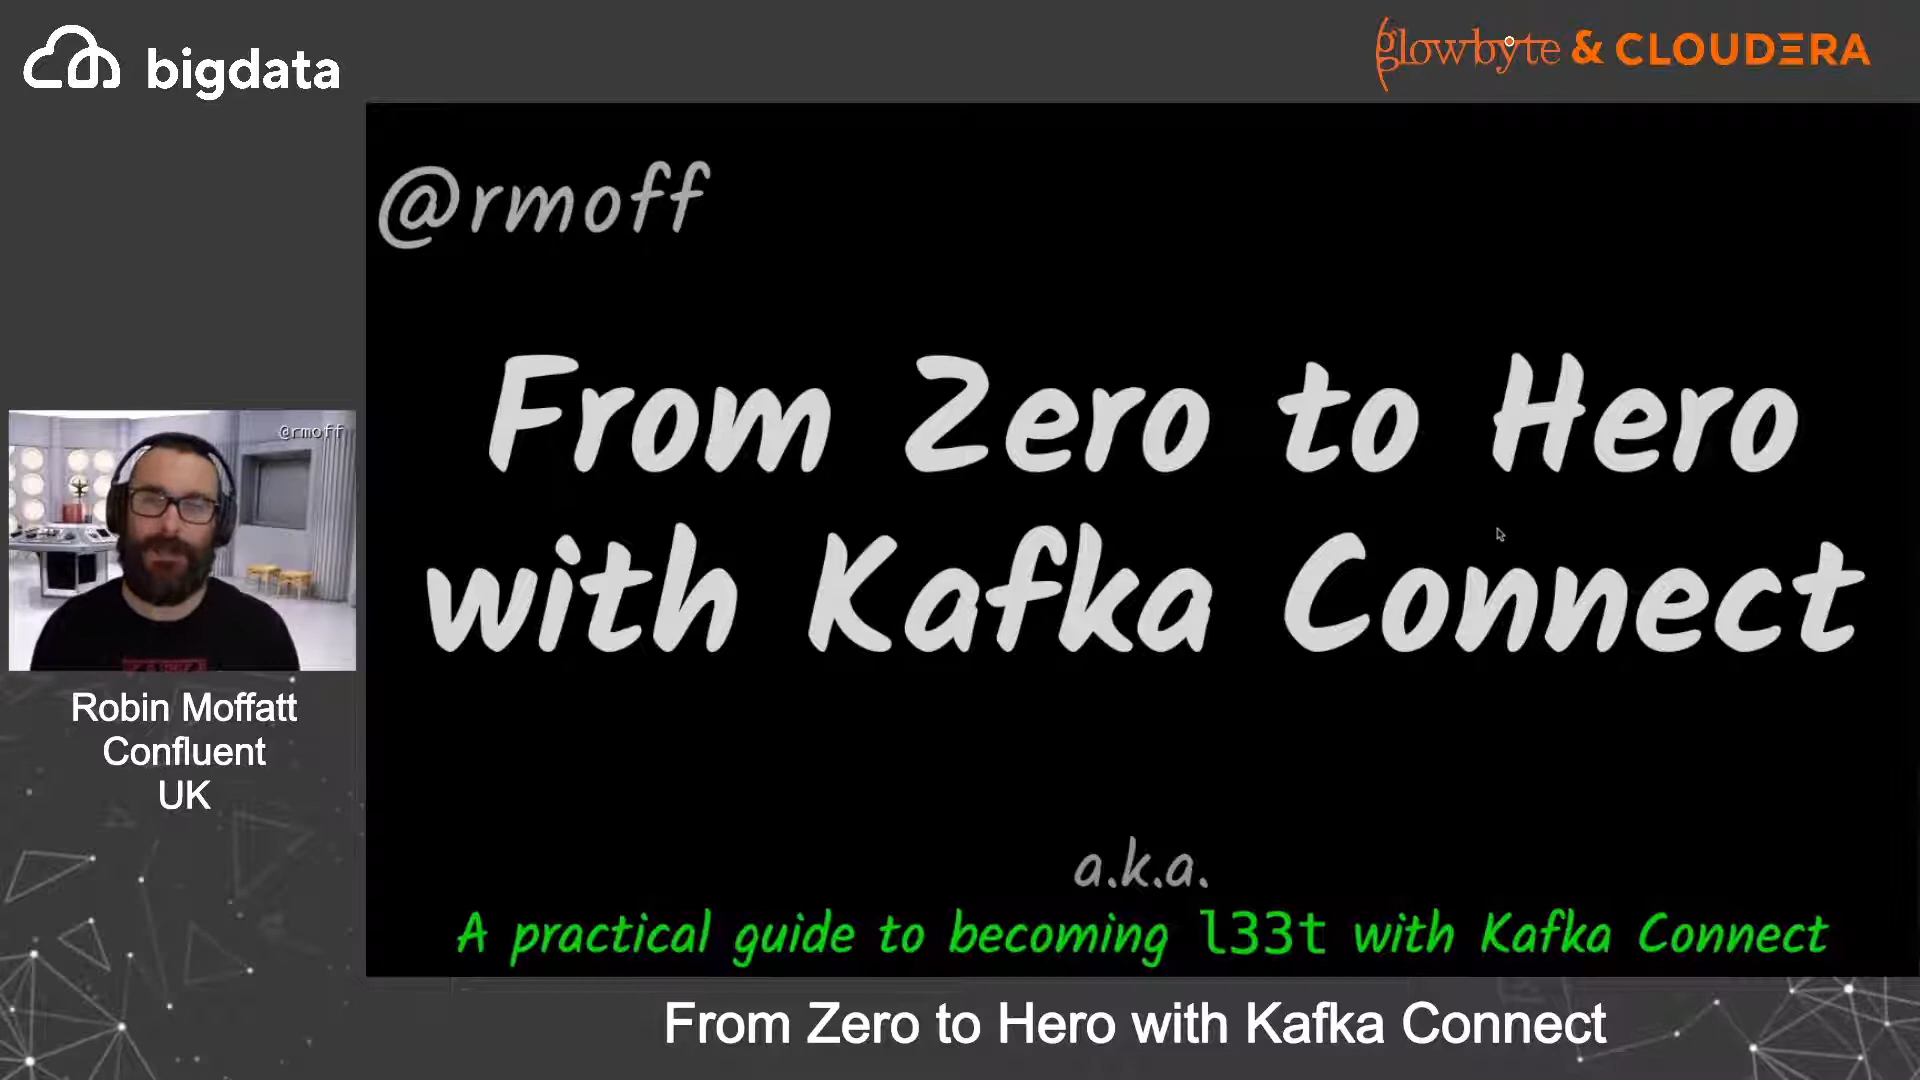 bigdata
glowbyte & CLOUDERA
@rmoff
From Zero to Hero
with Kafka Connect
@rmoff
Robin Moffatt
Confluent
UK
a.k.a.
A practical guide to becoming l33t with Kafka Connect
From Zero to Hero with Kafka Connect